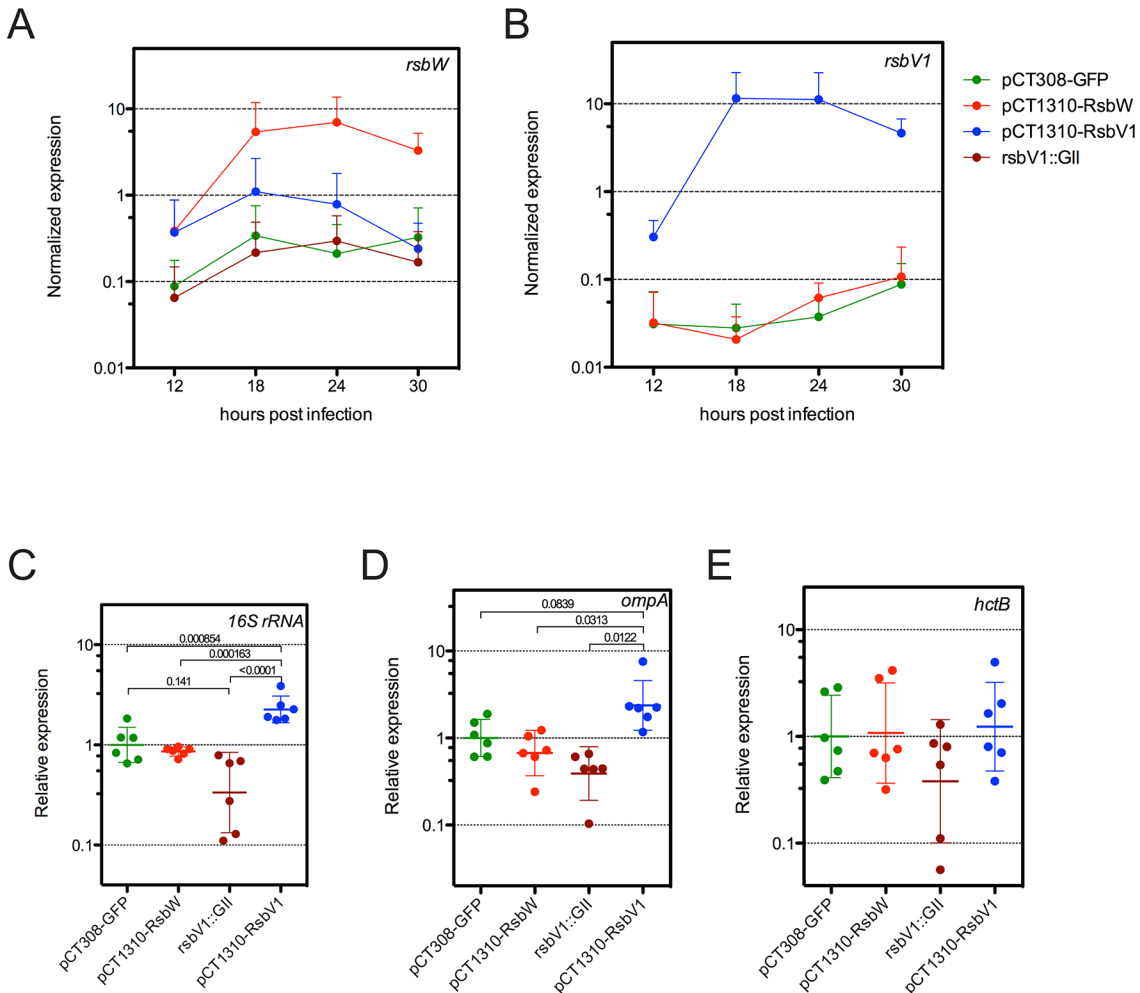 A
rsbW
Normalized expression
10
1
0.1
0.01
12 18 24 30
hours post infection
B
rsbV1
Normalized expression
10
1
0.1
0.01
12 18 24 30
hours post infection
pCT308-GFP
pCT1310-RsbW
pCT1310-RsbV1
rsbV1::GII
C
16S rRNA
0.000854
0.000163
<0.0001
0.141
Relative expression
10
1
0.1
pCT308-GFP
pCT1310-RsbW
rsbV1::GII
pCT1310-RsbV1
D
ompA
0.0839
0.0313
0.0122
Relative expression
10
1
0.1
pCT308-GFP
pCT1310-RsbW
rsbV1::GII
pCT1310-RsbV1
E
hctB
Relative expression
10
1
0.1
pCT308-GFP
pCT1310-RsbW
rsbV1::GII
pCT1310-RsbV1